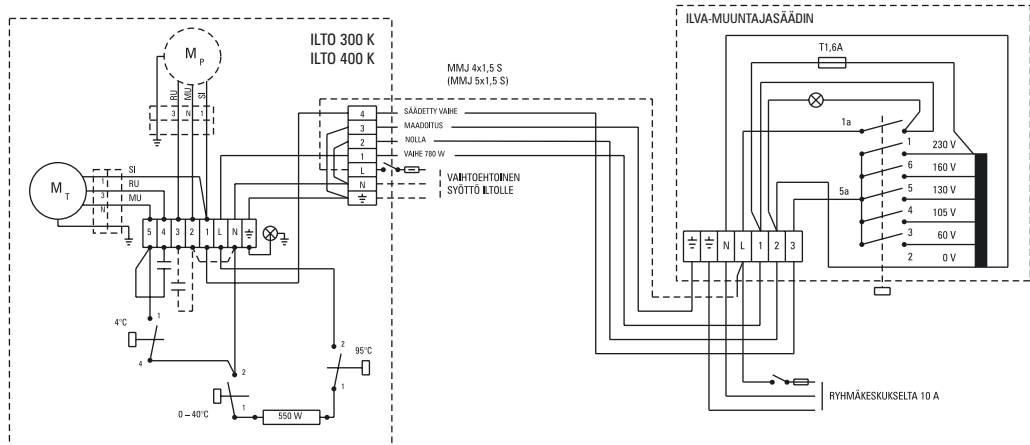 ILTO 300 K
ILTO 400 K
M P
RU MU SI
3 N 1
M T
SI
RU
MU
1
3
N
5 4 3 2 1 L N
4°C
1
4
2
1
0 – 40°C
550 W
2
1
95°C
MMJ 4x1,5 S
(MMJ 5x1,5 S)
4 SÄÄDETTY VAIHE
3 MAADOITUS
2 NOLLA
1 VAIHE 780 W
L
N
VAIHTOEHTOINEN
SYÖTTÖ ILTOLLE
ILVA-MUUNTAJASÄÄDIN
T1,6A
1a
1 230 V
6 160 V
5a
5 130 V
4 105 V
3 60 V
2 0 V
N L 1 2 3
RYHMÄKESKUKSELTA 10 A